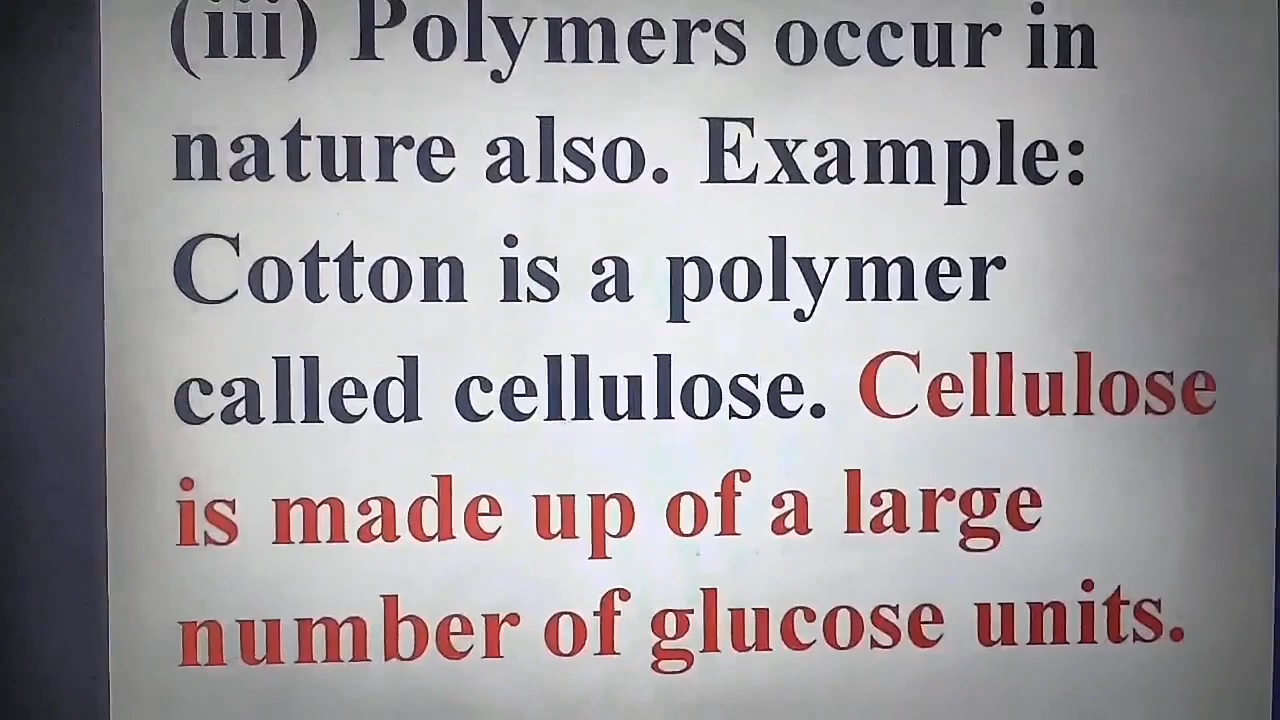 (iii) Polymers occur in
nature also. Example:
Cotton is a polymer
called cellulose. Cellulose
is made up of a large
number of glucose units.